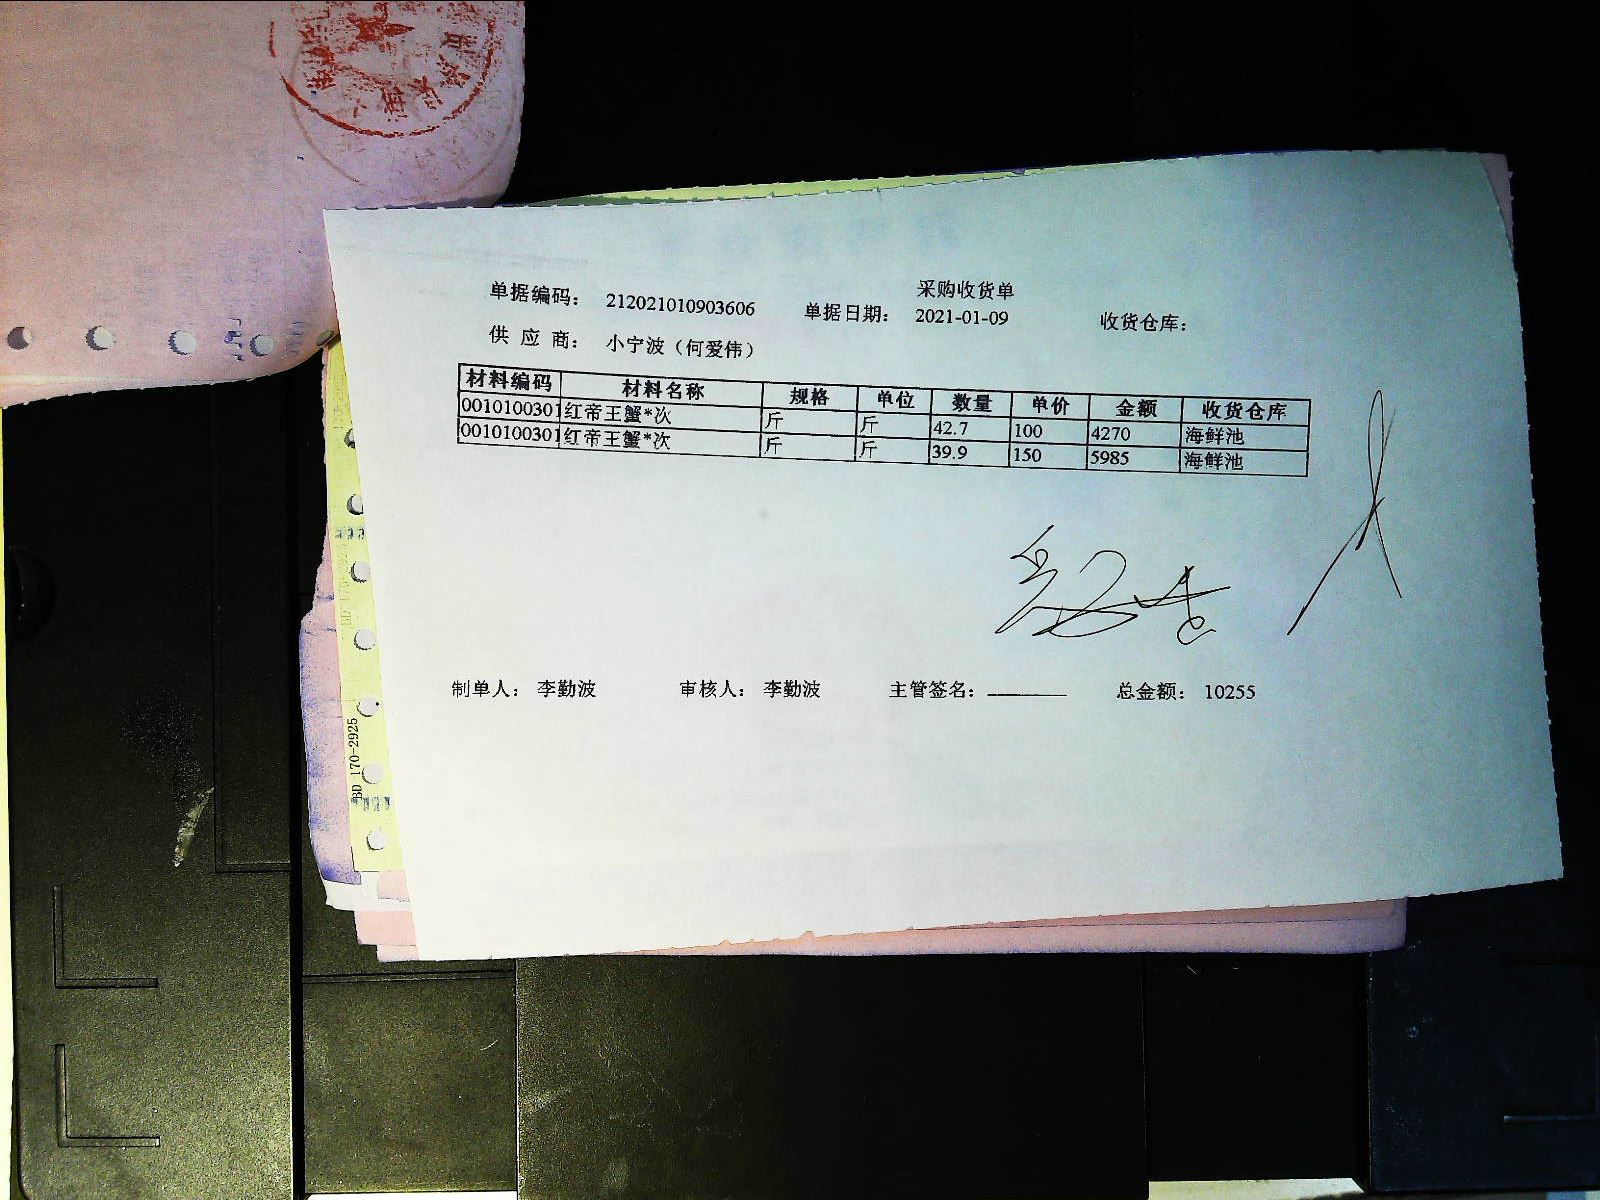 采购收货单
单据编码： 212021010903606 单据日期： 2021-01-09 收货仓库：
供 应 商： 小宁波（何爱伟）
材料编码 材料名称 规格 单位 数量 单价 金额 收货仓库
0010100301 红帝王蟹*次 斤 斤 42.7 100 4270 海鲜池
0010100301 红帝王蟹*次 斤 斤 39.9 150 5985 海鲜池
制单人： 李勤波 审核人： 李勤波 主管签名： 总金额： 10255
BD 170-2925